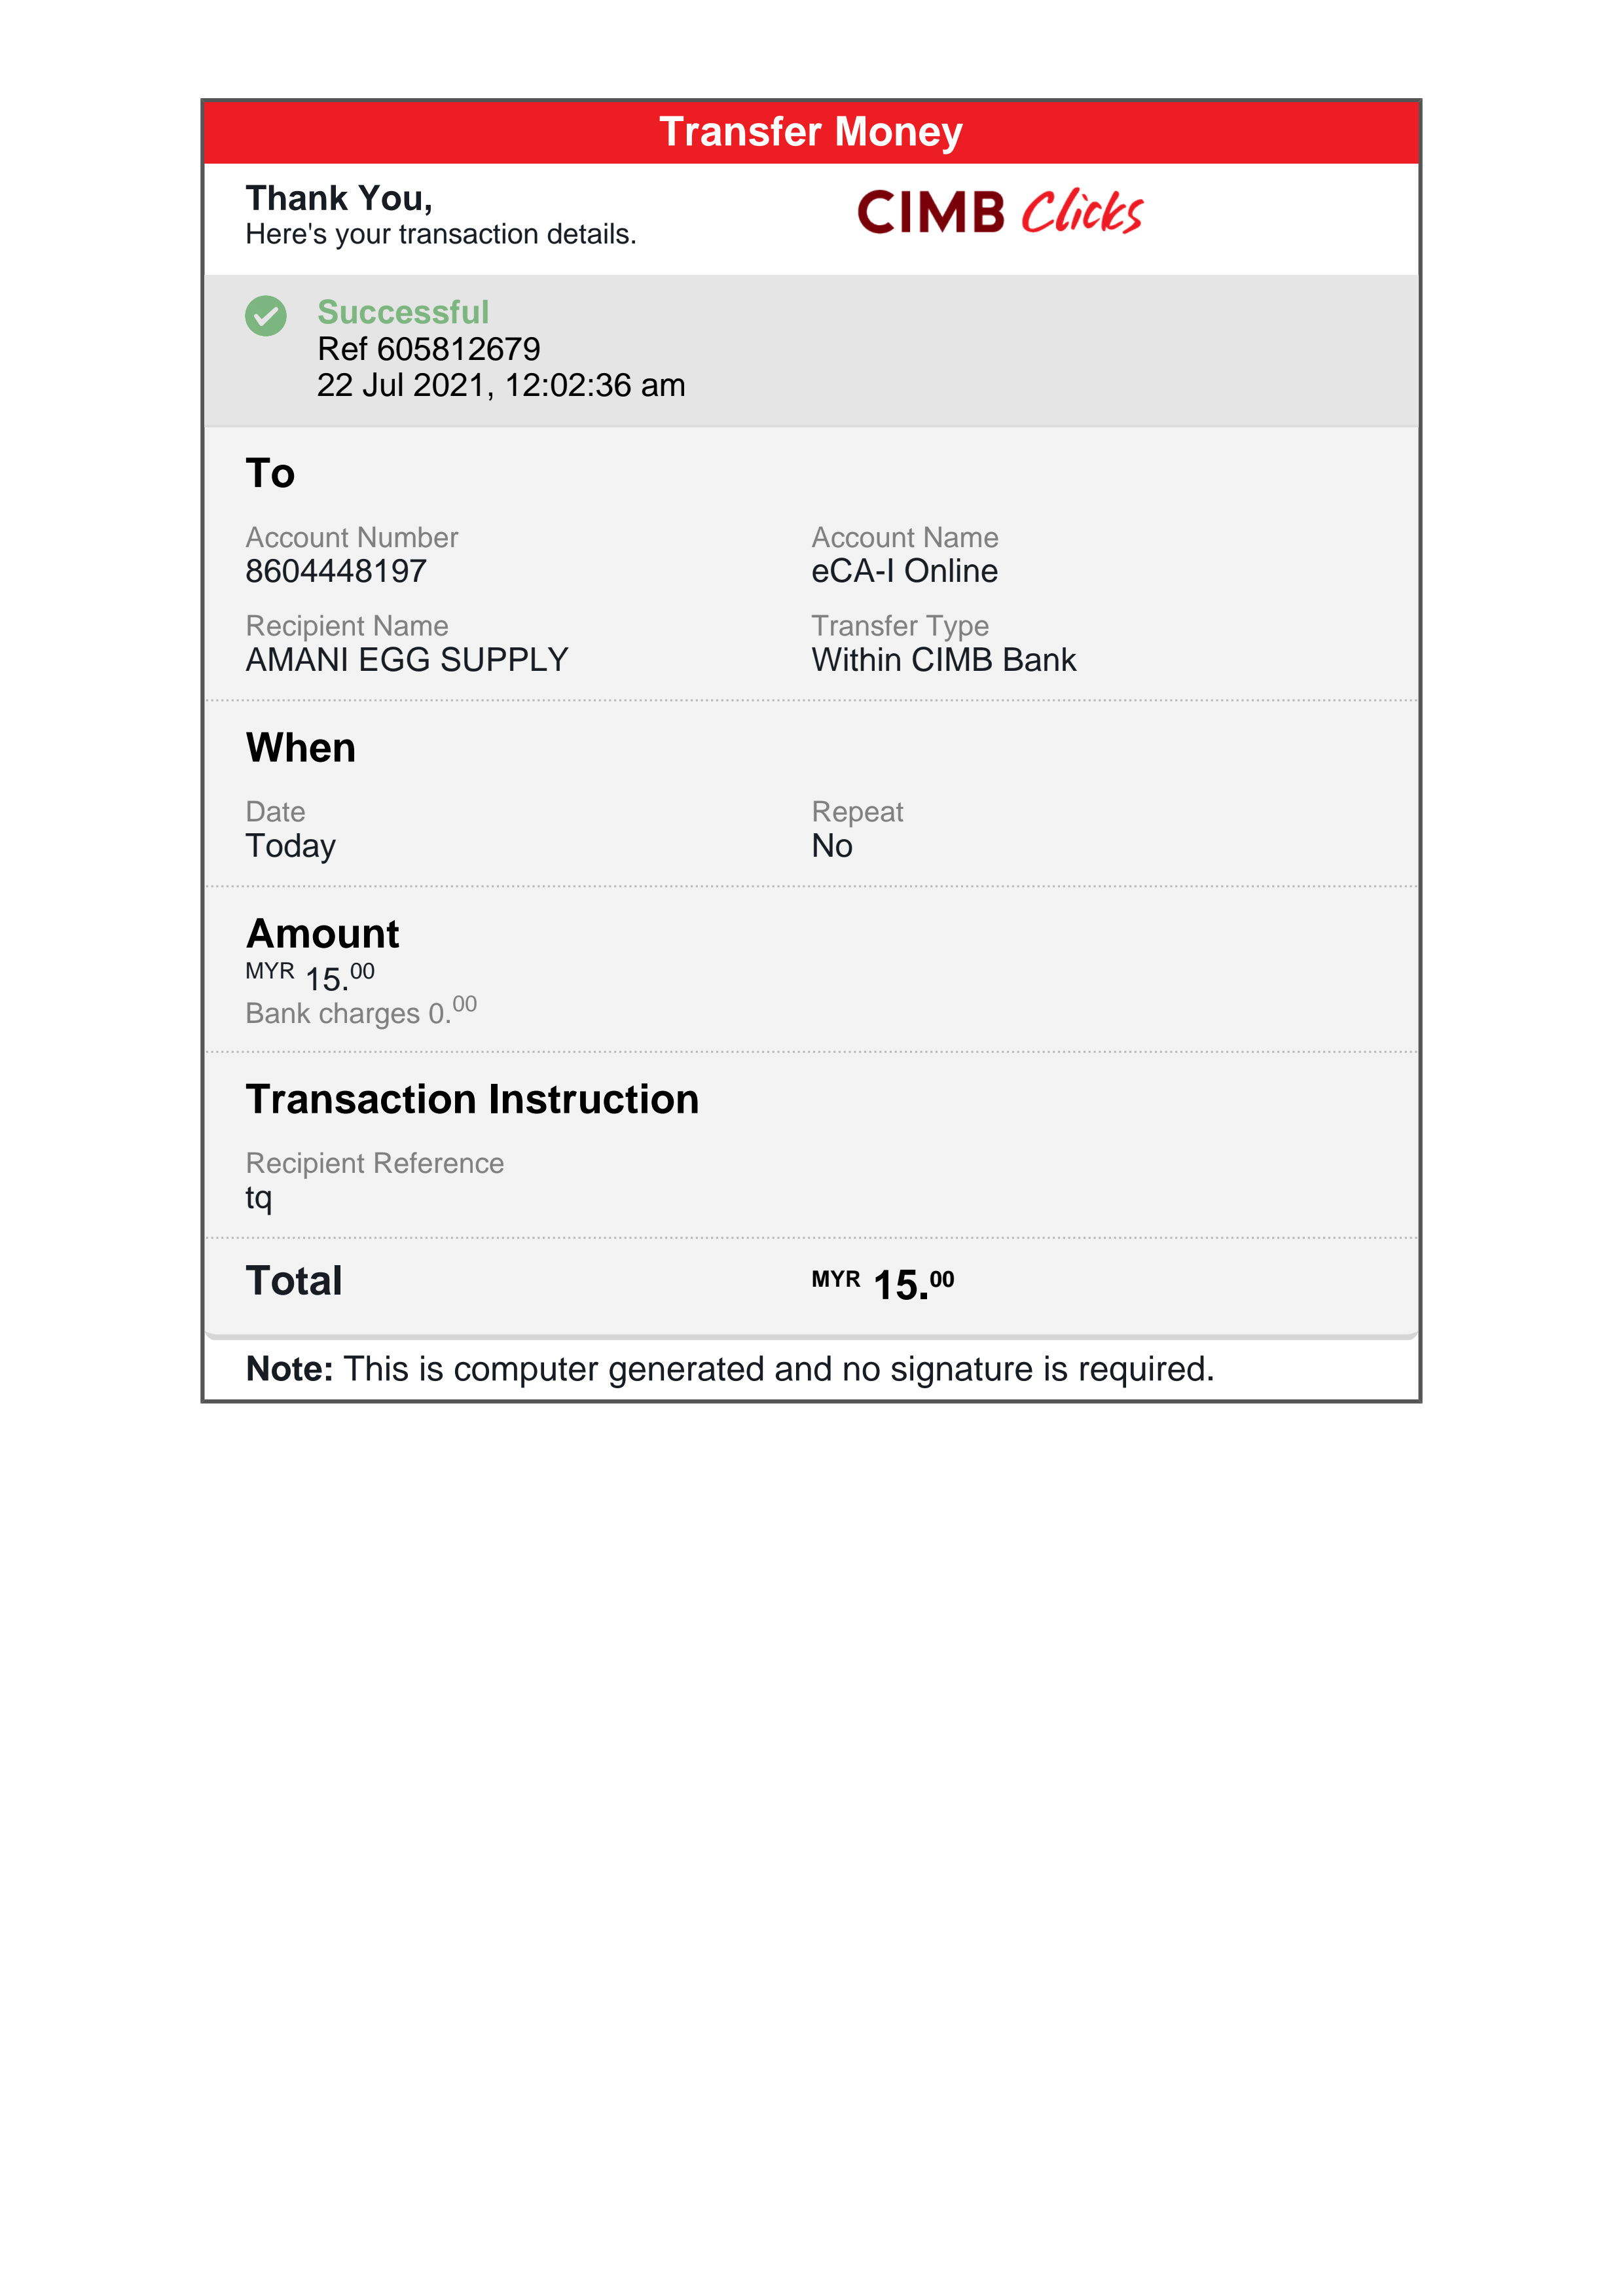 Transfer Money
Thank You,
Here's your transaction details.
CIMB Clicks
Successful
Ref 605812679
22 Jul 2021, 12:02:36 am
To
Account Number
8604448197
Account Name
eCA-I Online
Recipient Name
AMANI EGG SUPPLY
Transfer Type
Within CIMB Bank
When
Date
Today
Repeat
No
Amount
MYR 15.00
Bank charges 0.00
Transaction Instruction
Recipient Reference
tq
Total
MYR 15.00
Note: This is computer generated and no signature is required.